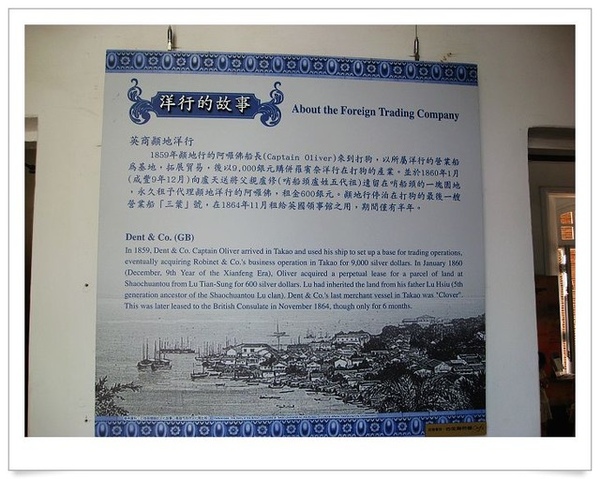 洋行的故事
About the Foreign Trading Company
英商顛地洋行
1859年顛地行的阿囉佛船長(Captain Oliver)來到打狗，以所屬洋行的營業船
為基地，拓展貿易，後以9,000銀元購併羅賓奈洋行在打狗的產業。並於1860年1月
(咸豐9年12月)向盧天送將父親盧修(哨船頭盧姓五代祖)遺留在哨船頭的一塊園地
，永久租予代理顛地洋行的阿囉佛，租金600銀元。顛地行停泊在打狗的最後一艘
營業船「三葉」號，在1864年11月租給英國領事館之用，期間僅有半年。
Dent & Co. (GB)
In 1859, Dent & Co. Captain Oliver arrived in Takao and used his ship to set up a base for trading operations,
eventually acquiring Robinet & Co.'s business operation in Takao for 9,000 silver dollars. In January 1860
(December, 9th Year of the Xianfeng Era), Oliver acquired a perpetual lease for a parcel of land at
Shaochuantou from Lu Tian-Sung for 600 silver dollars. Lu had inherited the land from his father Lu Hsiu (5th
generation ancestor of the Shaochuantou Lu clan). Dent & Co.'s last merchant vessel in Takao was "Clover".
This was later leased to the British Consulate in November 1864, though only for 6 months.